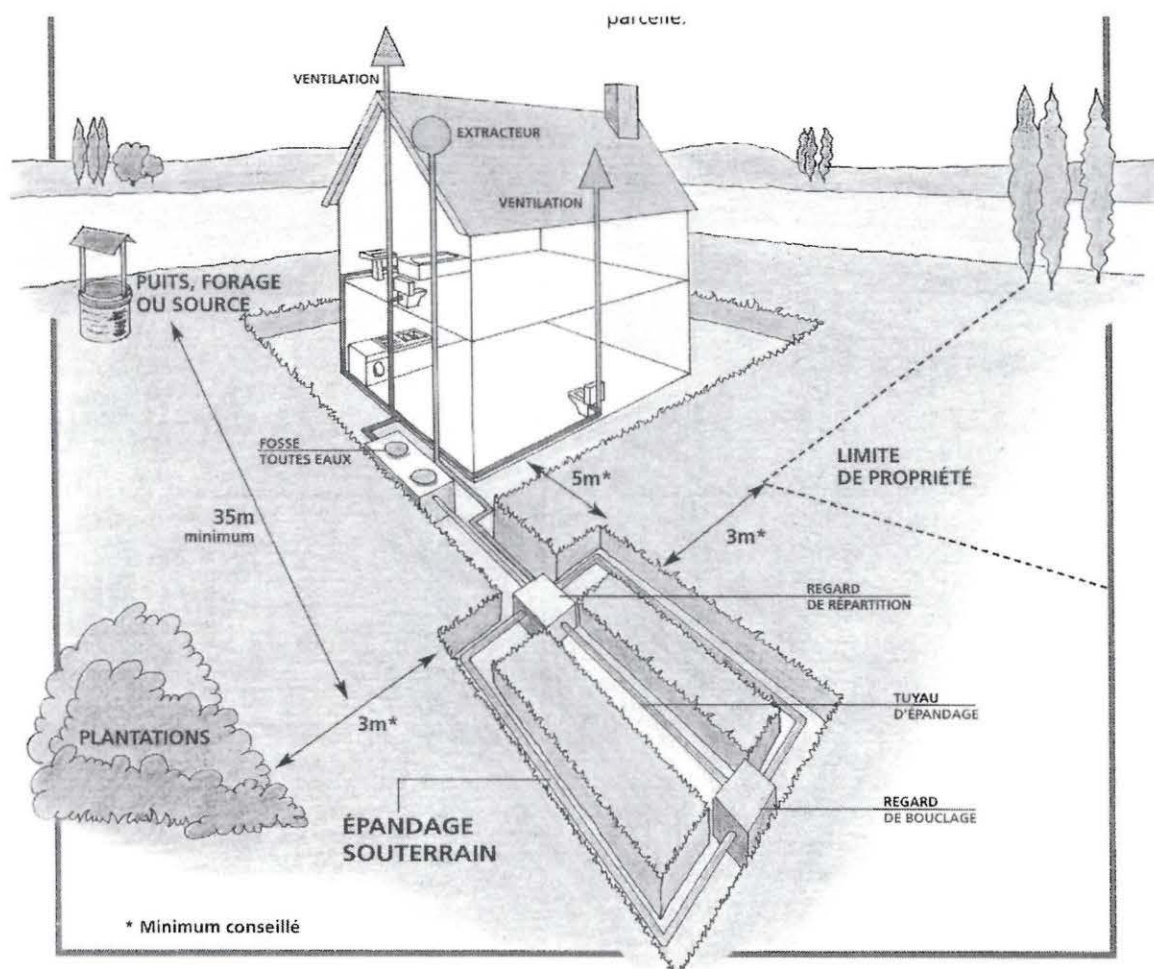 parcelle.
VENTILATION
EXTRACTEUR
VENTILATION
PUITS, FORAGE
OU SOURCE
FOSSE
TOUTES EAUX
5m*
LIMITE
DE PROPRIÉTÉ
35m
minimum
3m*
REGARD
DE RÉPARTITION
TUYAU
D'ÉPANDAGE
3m*
PLANTATIONS
REGARD
DE BOUCLAGE
ÉPANDAGE
SOUTERRAIN
* Minimum conseillé